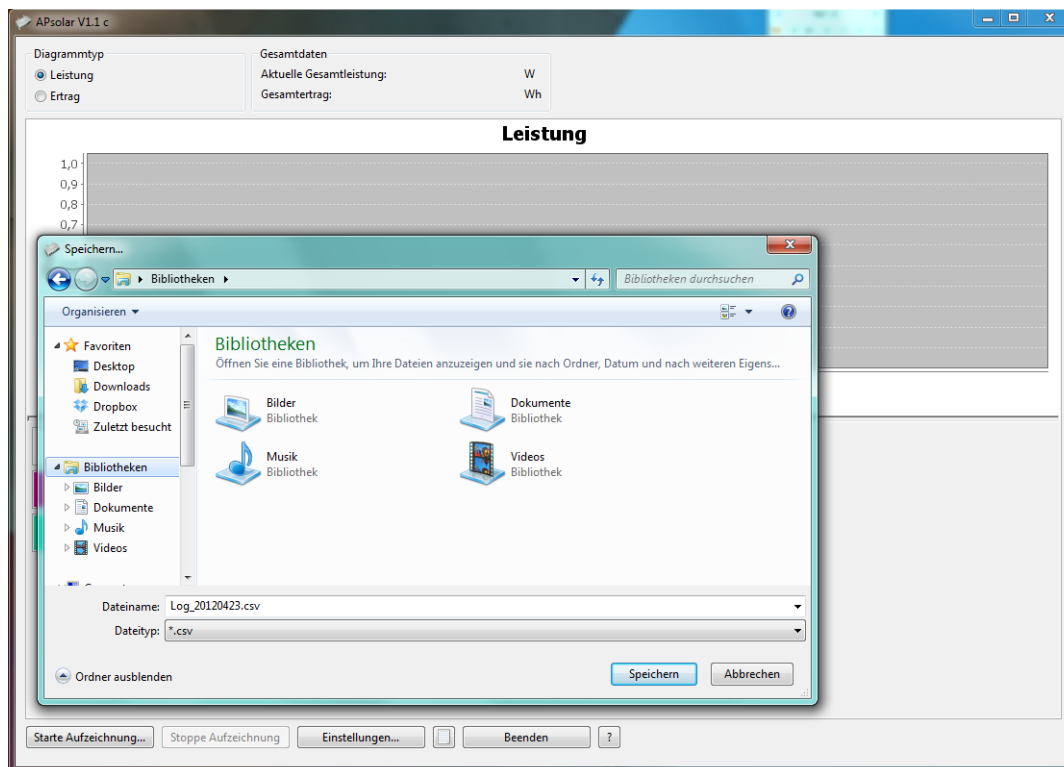 APsolar V1.1 c
Diagrammtyp
Leistung
Ertrag
Gesamtdaten
Aktuelle Gesamtleistung: W
Gesamtertrag: Wh
Leistung
1,0
0,9
0,8
0,7
Speichern...
Bibliotheken
Bibliotheken durchsuchen
Organisieren
Favoriten
Desktop
Downloads
Dropbox
Zuletzt besucht
Bibliotheken
Bilder
Dokumente
Musik
Videos
Bibliotheken
Öffnen Sie eine Bibliothek, um Ihre Dateien anzuzeigen und sie nach Ordner, Datum und nach weiteren Eigens...
Bilder
Bibliothek
Dokumente
Bibliothek
Musik
Bibliothek
Videos
Bibliothek
Dateiname: Log_20120423.csv
Dateityp: *.csv
Ordner ausblenden
Speichern
Abbrechen
Starte Aufzeichnung...
Stoppe Aufzeichnung
Einstellungen...
Beenden
?